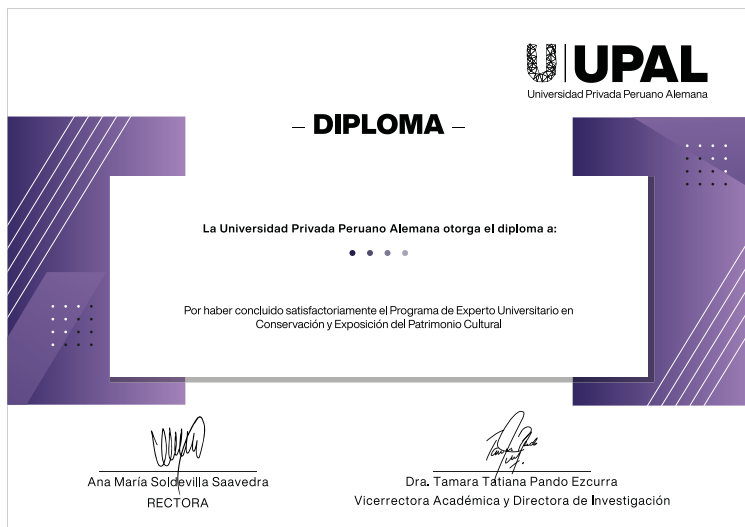 UPAL
Universidad Privada Peruano Alemana
– DIPLOMA –
La Universidad Privada Peruano Alemana otorga el diploma a:
Por haber concluido satisfactoriamente el Programa de Experto Universitario en
Conservación y Exposición del Patrimonio Cultural
Ana María Soldevilla Saavedra
RECTORA
Dra. Tamara Tatiana Pando Ezcurra
Vicerrectora Académica y Directora de Investigación